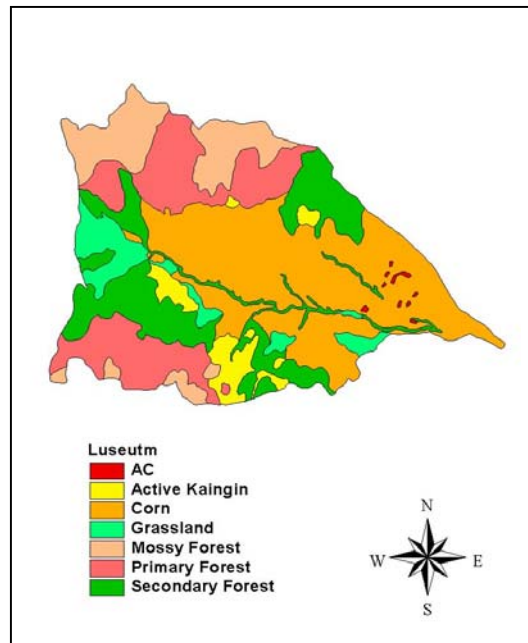 Luseutm
AC
Active Kaingin
Corn
Grassland
Mossy Forest
Primary Forest
Secondary Forest
N
W E
S